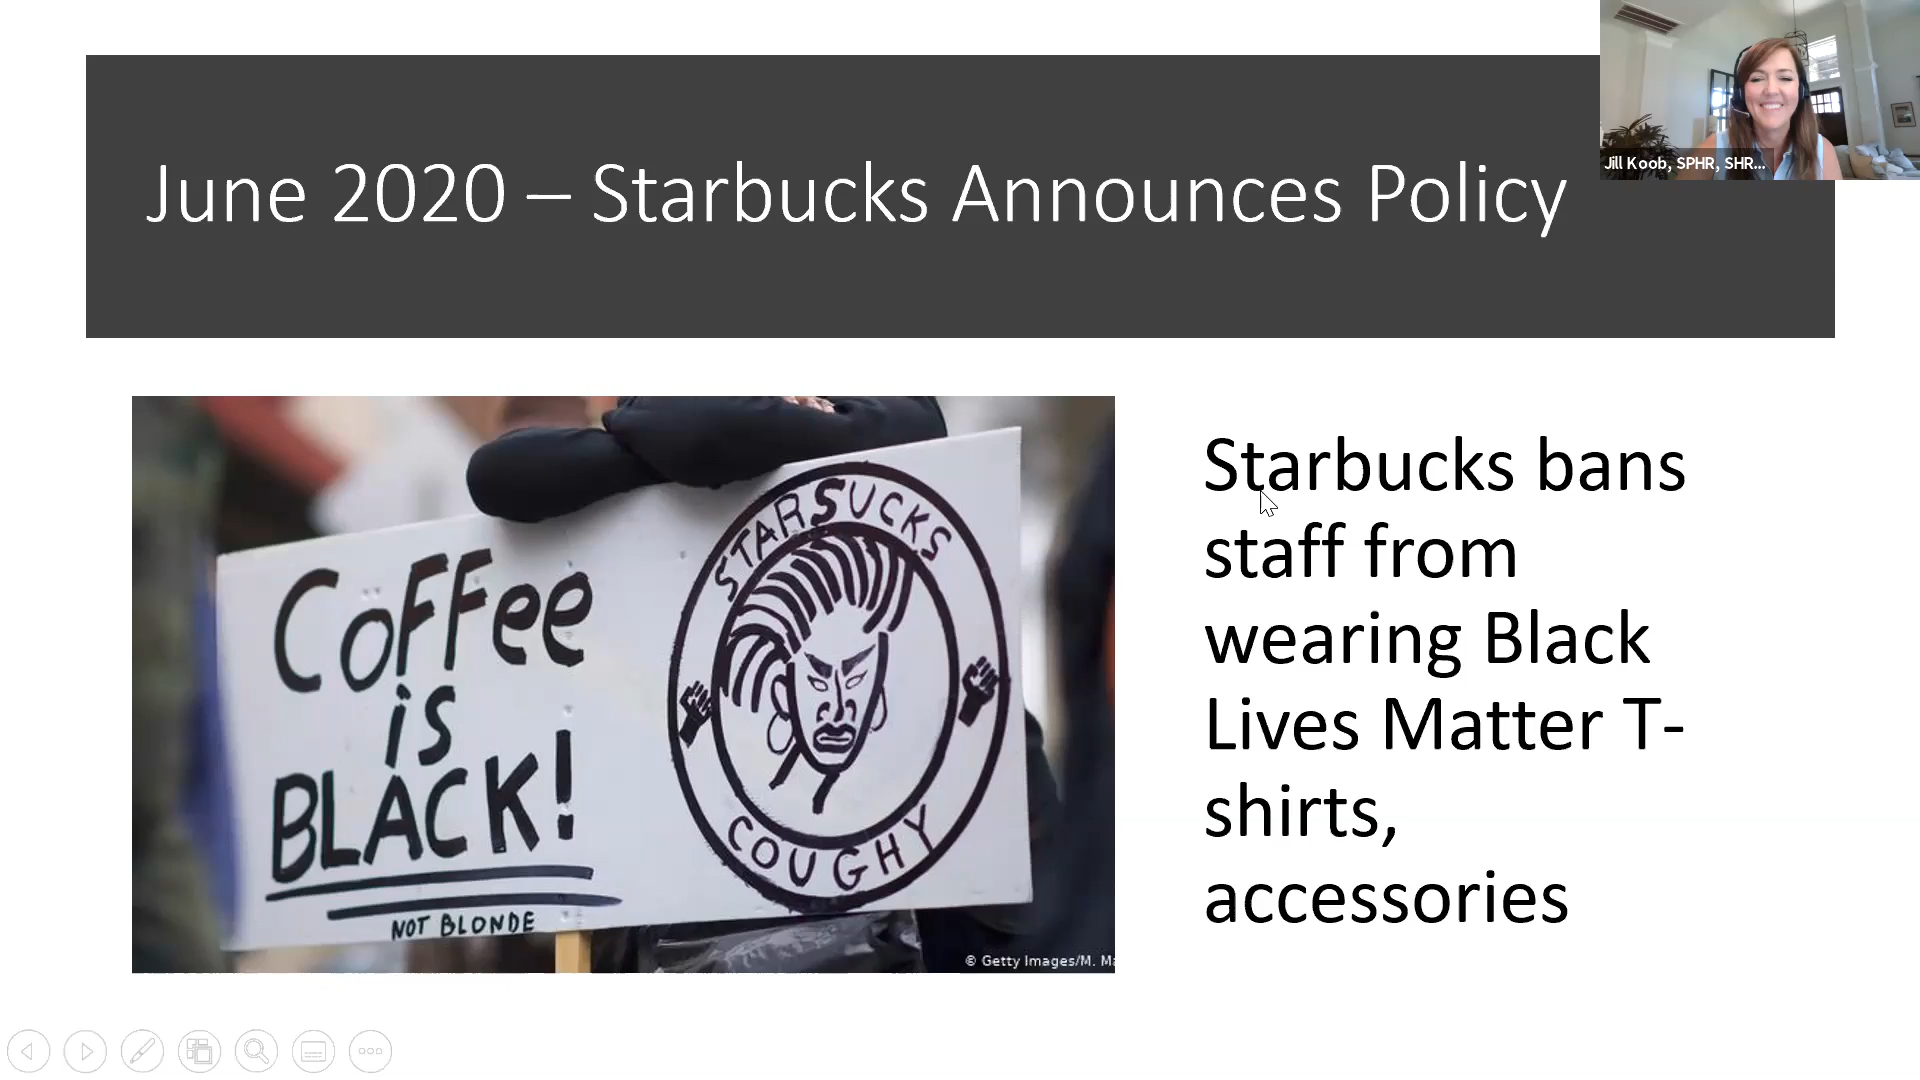 June 2020 – Starbucks Announces Policy
Jill Koob, SPHR, SHR...
Starbucks bans
staff from
wearing Black
Lives Matter T-
shirts,
accessories
COFFee
is
BLACK!
NOT BLONDE
STARSUCKS
COUGHY
© Getty Images/M. Ma